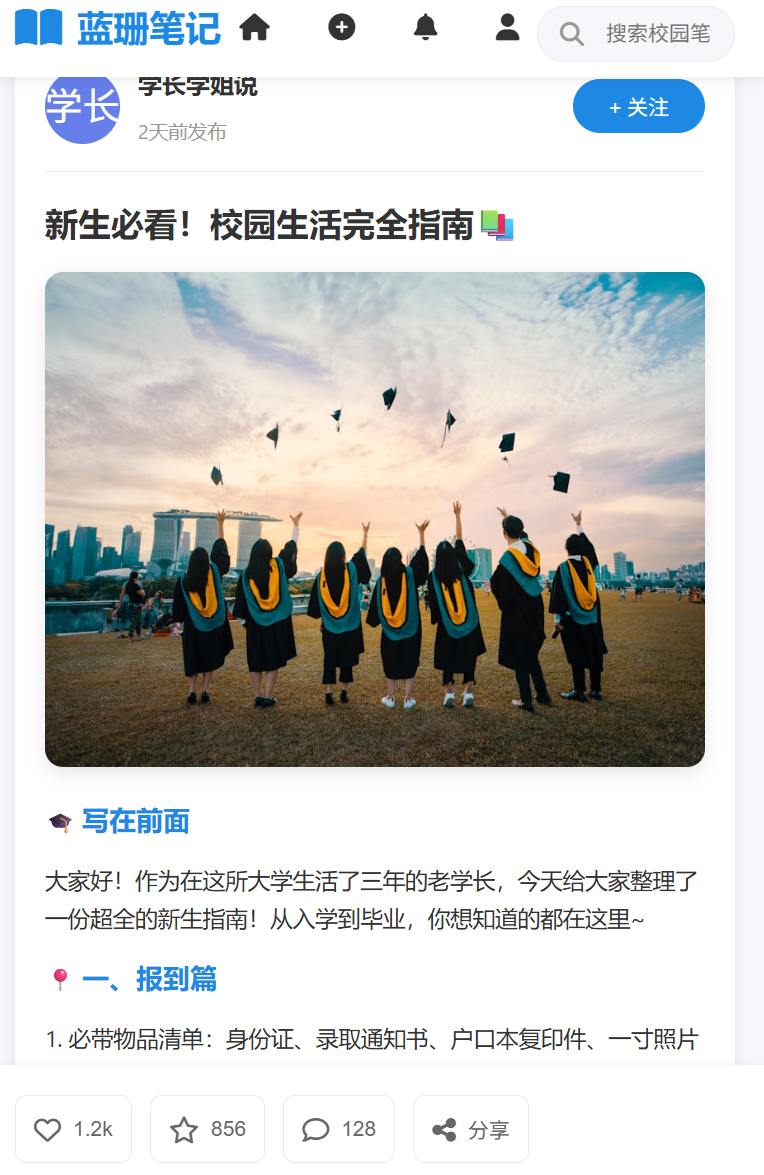 蓝珊笔记
搜索校园笔
学长
学长学姐说
2天前发布
+ 关注
新生必看！校园生活完全指南📚
🎓 写在前面
大家好！作为在这所大学生活了三年的老学长，今天给大家整理了
一份超全的新生指南！从入学到毕业，你想知道的都在这里~
📍 一、报到篇
1. 必带物品清单：身份证、录取通知书、户口本复印件、一寸照片
1.2k
856
128
分享